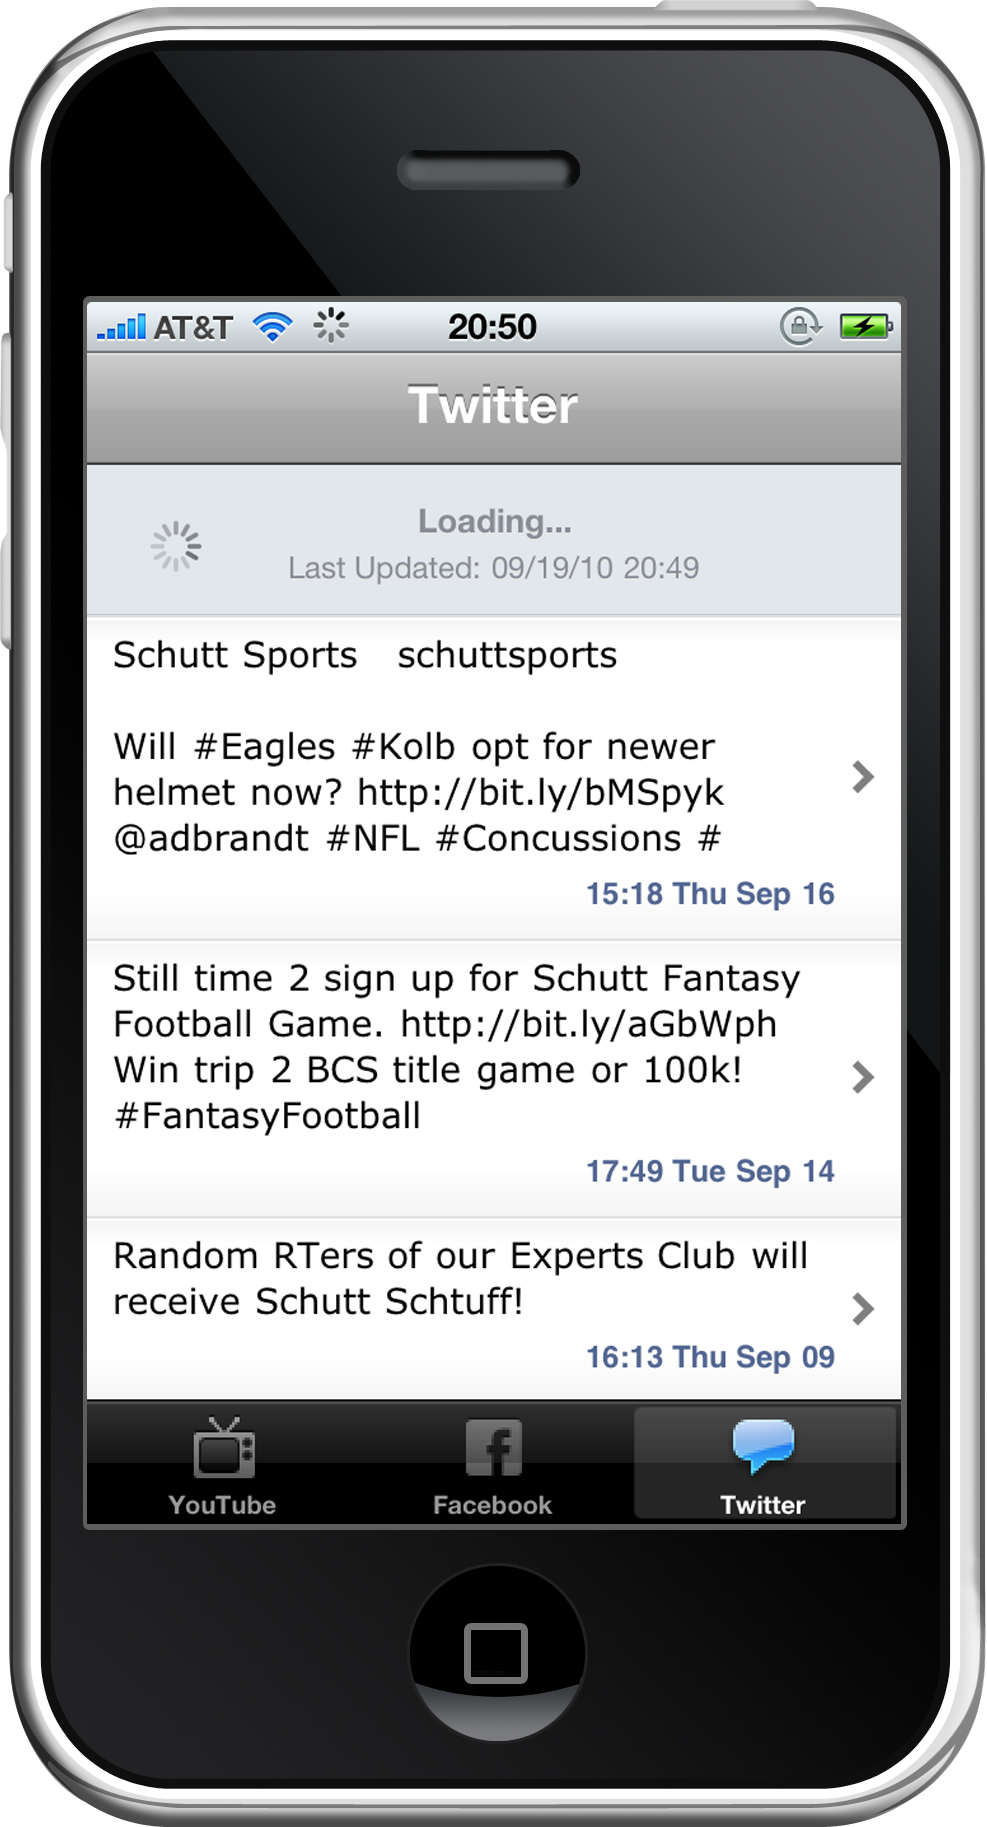 AT&T 20:50
Twitter
Loading...
Last Updated: 09/19/10 20:49
Schutt Sports schuttsports
Will #Eagles #Kolb opt for newer
helmet now? http://bit.ly/bMSpyk
@adbrandt #NFL #Concussions #
15:18 Thu Sep 16
Still time 2 sign up for Schutt Fantasy
Football Game. http://bit.ly/aGbWph
Win trip 2 BCS title game or 100k!
#FantasyFootball
17:49 Tue Sep 14
Random RTers of our Experts Club will
receive Schutt Schtuff!
16:13 Thu Sep 09
YouTube Facebook Twitter